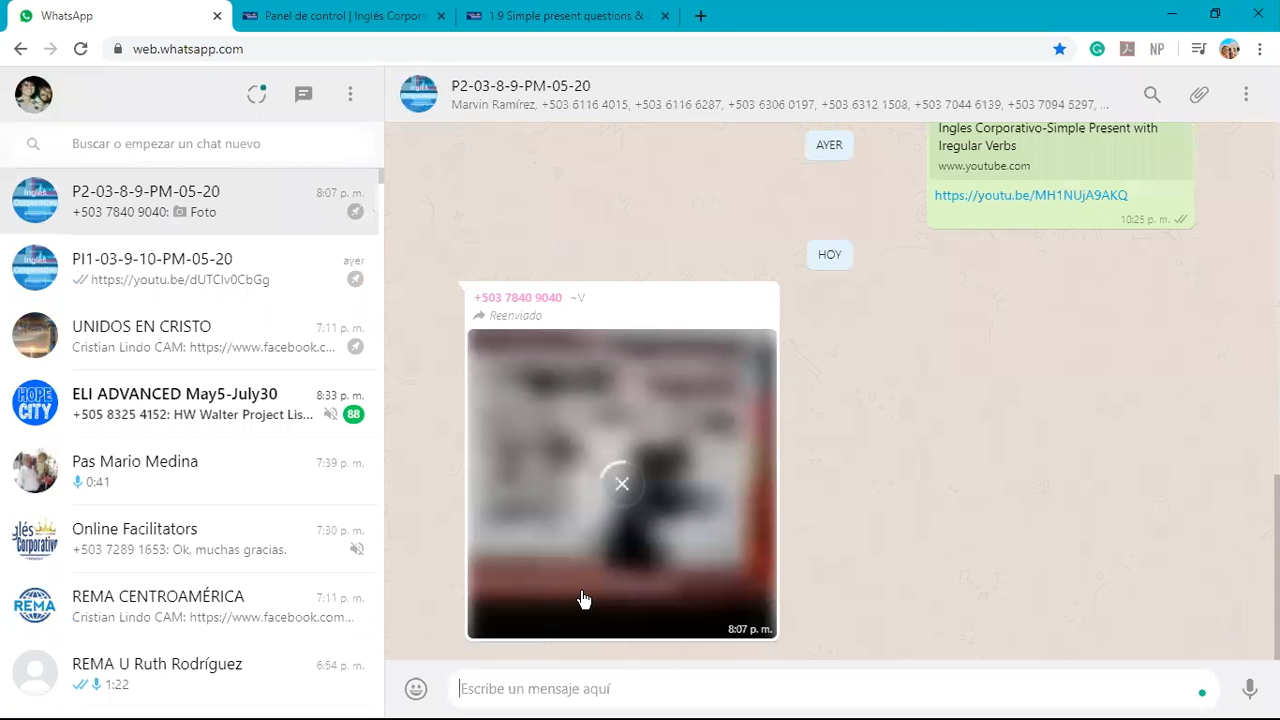 WhatsApp
Panel de control | Inglés Corpors
1.9 Simple present questions &
web.whatsapp.com
NP
Buscar o empezar un chat nuevo
P2-03-8-9-PM-05-20
8:07 p. m.
+503 7840 9040: Foto
PI1-03-9-10-PM-05-20
ayer
https://youtu.be/dUTClv0CbGg
UNIDOS EN CRISTO
7:11 p. m.
Cristian Lindo CAM: https://www.facebook.c...
ELI ADVANCED May5-July30
8:33 p. m.
+505 8325 4152: HW Walter Project Lis...
88
HOPE
CITY
Pas Mario Medina
7:39 p. m.
0:41
Online Facilitators
7:30 p. m.
+503 7289 1653: Ok, muchas gracias.
REMA CENTROAMÉRICA
7:11 p. m.
Cristian Lindo CAM: https://www.facebook.com...
REMA
REMA U Ruth Rodríguez
6:54 p. m.
1:22
P2-03-8-9-PM-05-20
Marvin Ramírez, +503 6116 4015, +503 6116 6287, +503 6306 0197, +503 6312 1508, +503 7044 6139, +503 7094 5297, ...
AYER
Ingles Corporativo-Simple Present with
Irregular Verbs
www.youtube.com
https://youtu.be/MH1NUjA9AKQ
10:25 p. m.
HOY
+503 7840 9040 ~V
Reenviado
8:07 p. m.
Escribe un mensaje aquí